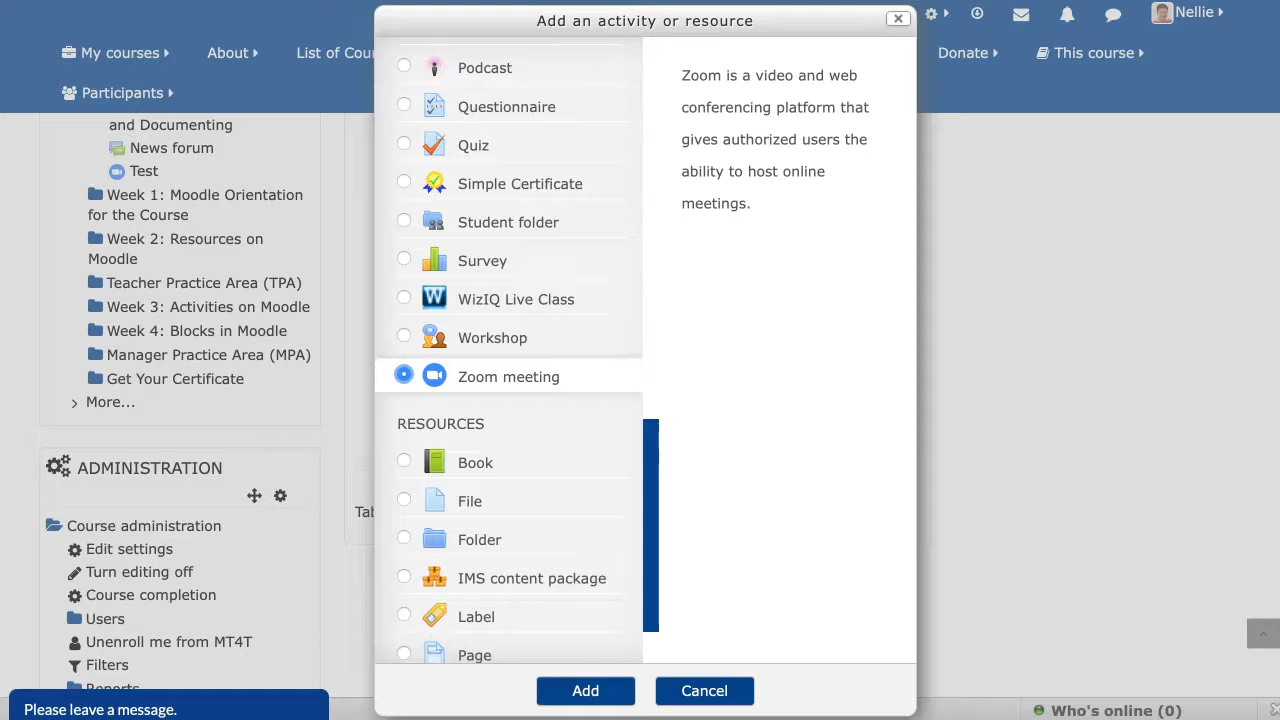 Add an activity or resource
Nellie
My courses
About
List of Cou
Donate
This course
Participants
and Documenting
News forum
Test
Week 1: Moodle Orientation
for the Course
Week 2: Resources on
Moodle
Teacher Practice Area (TPA)
Week 3: Activities on Moodle
Week 4: Blocks in Moodle
Manager Practice Area (MPA)
Get Your Certificate
More...
ADMINISTRATION
Course administration
Edit settings
Turn editing off
Course completion
Users
Unenroll me from MT4T
Filters
Reports
Please leave a message.
Tab
Podcast
Questionnaire
Quiz
Simple Certificate
Student folder
Survey
WizIQ Live Class
Workshop
Zoom meeting
RESOURCES
Book
File
Folder
IMS content package
Label
Page
Zoom is a video and web
conferencing platform that
gives authorized users the
ability to host online
meetings.
Add
Cancel
Who's online (0)